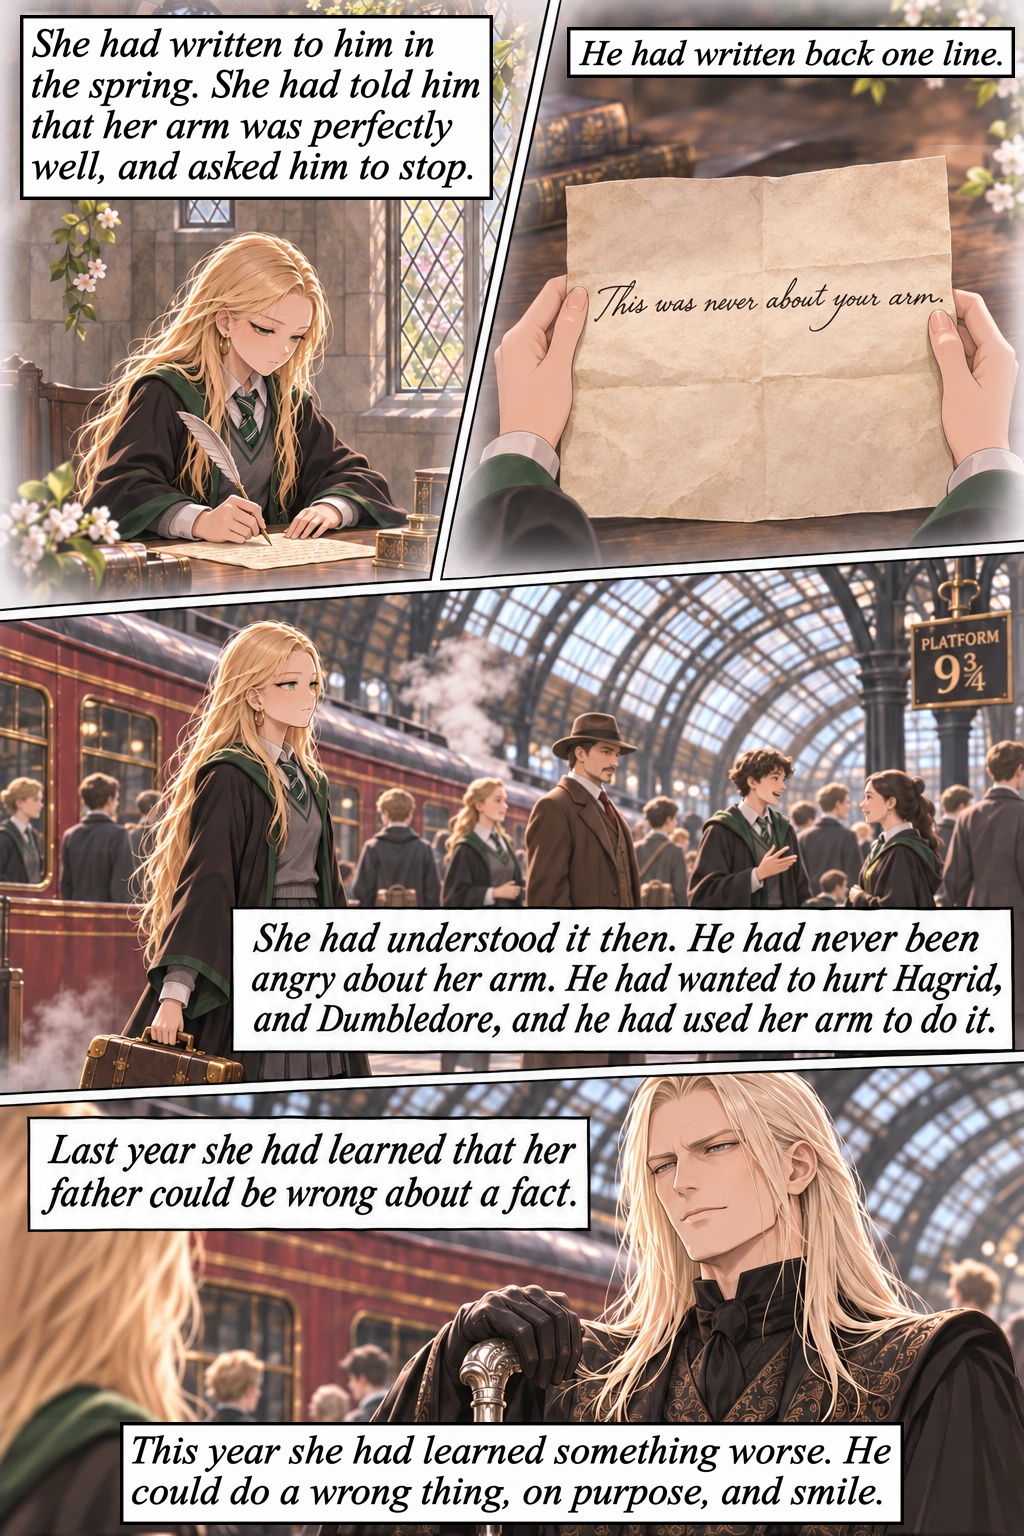 She had written to him in
the spring. She had told him
that her arm was perfectly
well, and asked him to stop.
He had written back one line.
This was never about your arm.
PLATFORM
9 3/4
She had understood it then. He had never been
angry about her arm. He had wanted to hurt Hagrid,
and Dumbledore, and he had used her arm to do it.
Last year she had learned that her
father could be wrong about a fact.
This year she had learned something worse. He
could do a wrong thing, on purpose, and smile.